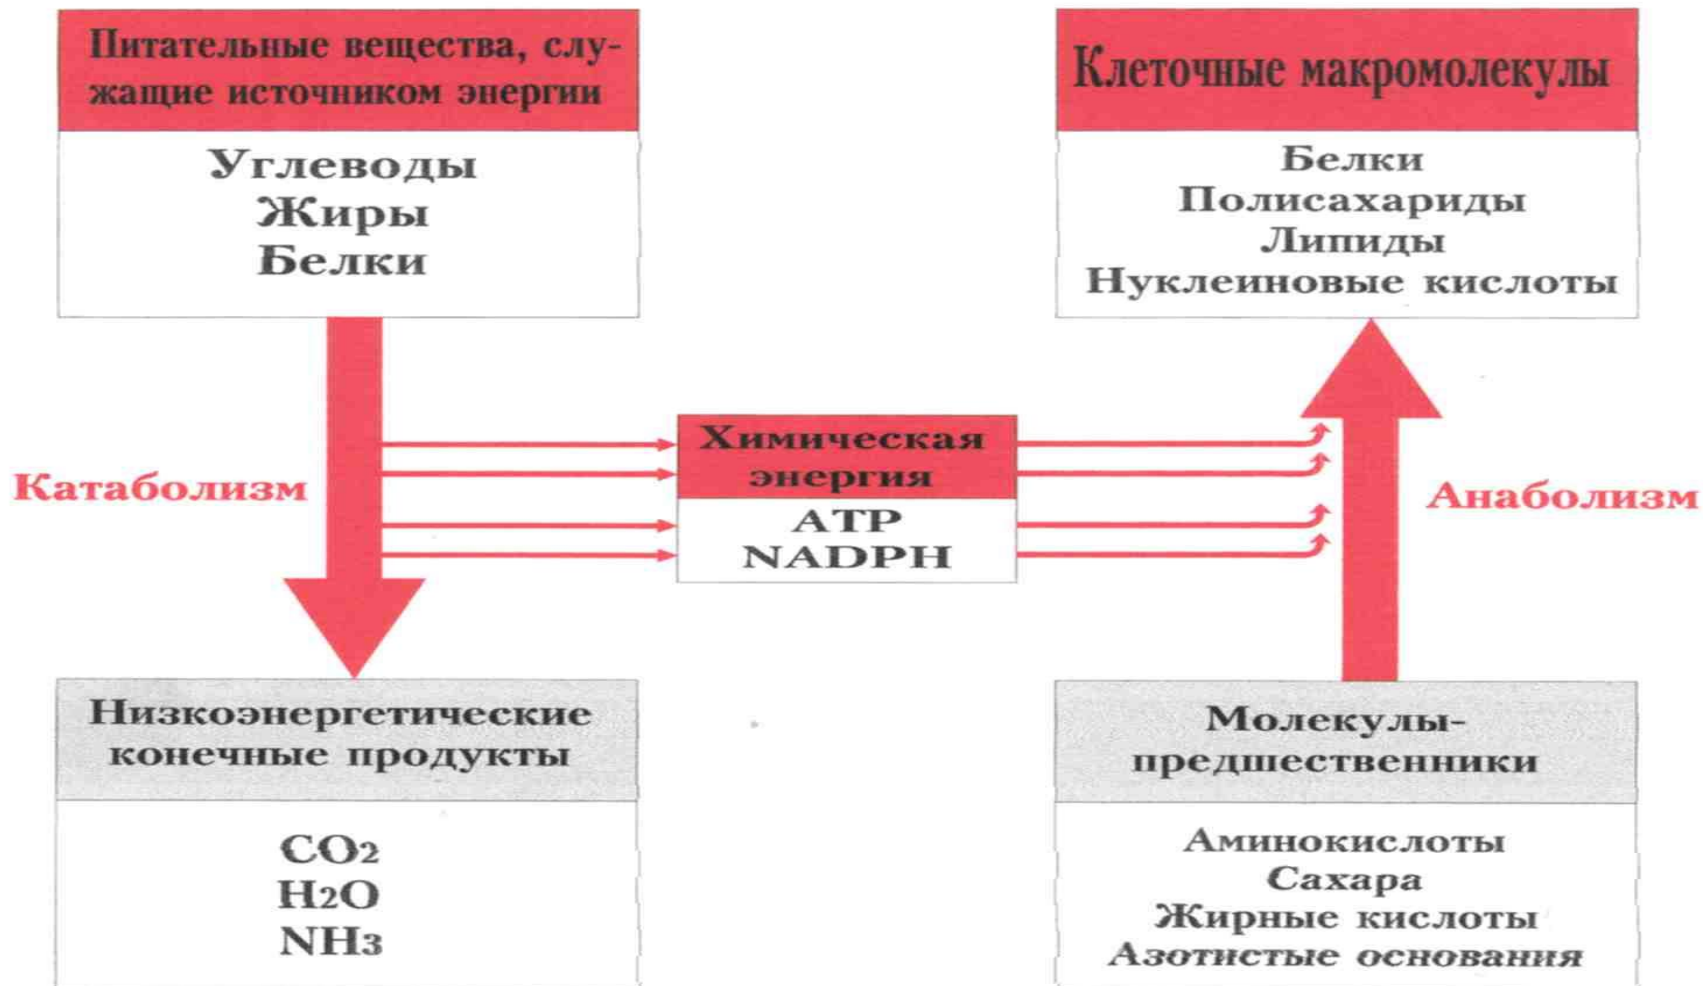 Питательные вещества, слу-
жащие источником энергии
Углеводы
Жиры
Белки
Клеточные макромолекулы
Белки
Полисахариды
Липиды
Нуклеиновые кислоты
Катаболизм
Химическая
энергия
ATP
NADPH
Анаболизм
Низкоэнергетические
конечные продукты
CO2
H2O
NH3
Молекулы-
предшественники
Аминокислоты
Сахара
Жирные кислоты
Азотистые основания